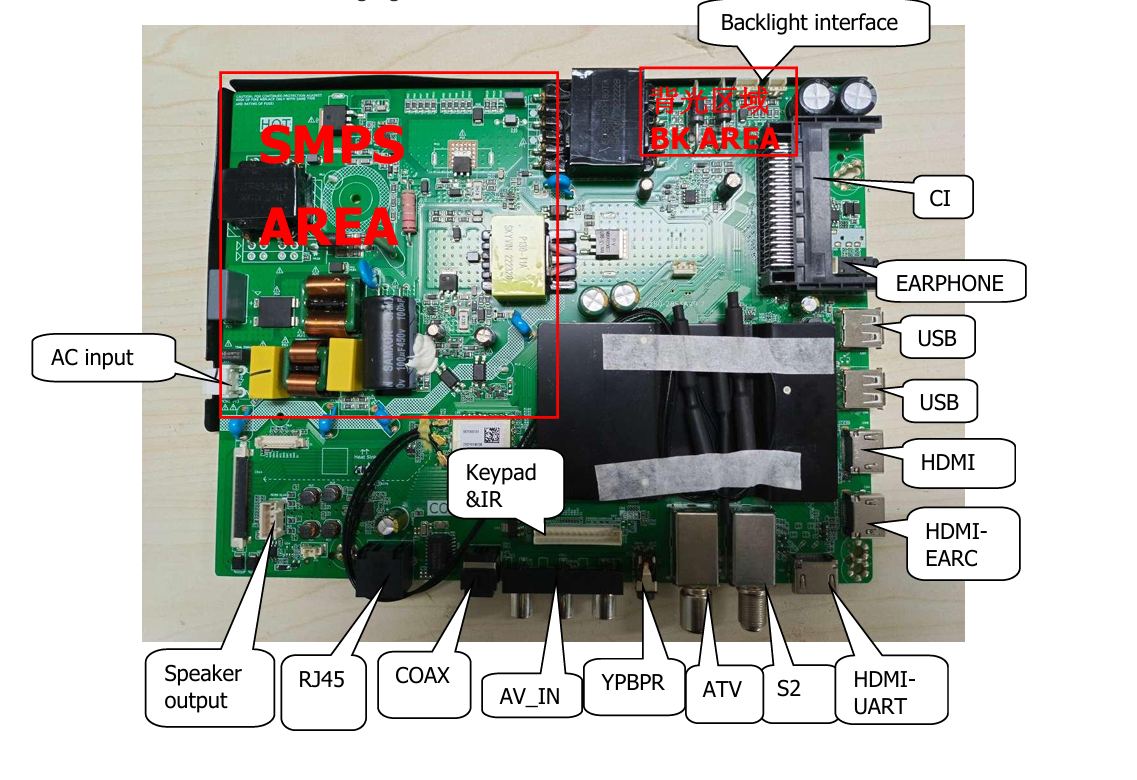 Backlight interface
背光区域
BK AREA
SMPS
AREA
HOT
CI
EARPHONE
USB
AC input
USB
HDMI
Keypad
&IR
HDMI-
EARC
Speaker
output
RJ45
COAX
AV_IN
YPBPR
ATV
S2
HDMI-
UART